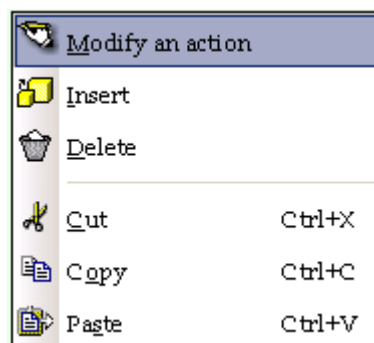 Modify an action
Insert
Delete
Cut Ctrl+X
Copy Ctrl+C
Paste Ctrl+V